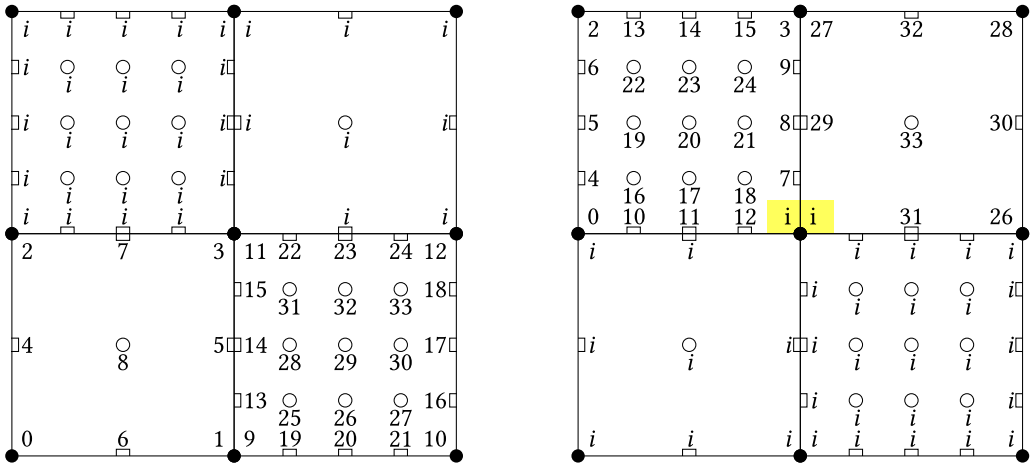 i i i i i i i i
i i
i i i
i i i i
i i i i
i i
i i i
i i i i i i i
2 7 3 11 22 23 24 12
15 18
31 32 33
4 5 14 17
8 28 29 30
13 16
25 26 27
0 6 1 9 19 20 21 10
2 13 14 15 3 27 32 28
6 9
22 23 24
5 8 29 30
19 20 21 33
4 7
16 17 18
0 10 11 12 i i 31 26
i i i i i i
i i
i i i
i i i i
i i i i
i i
i i i
i i i i i i i i